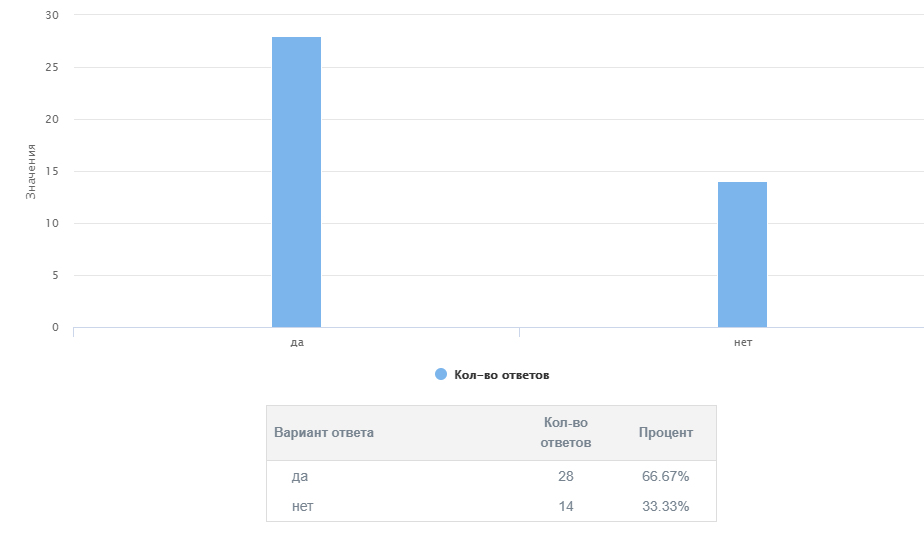 30
25
20
15
10
5
0
Значения
да
нет
Кол-во ответов
Вариант ответа
Кол-во
ответов
Процент
да 28 66.67%
нет 14 33.33%